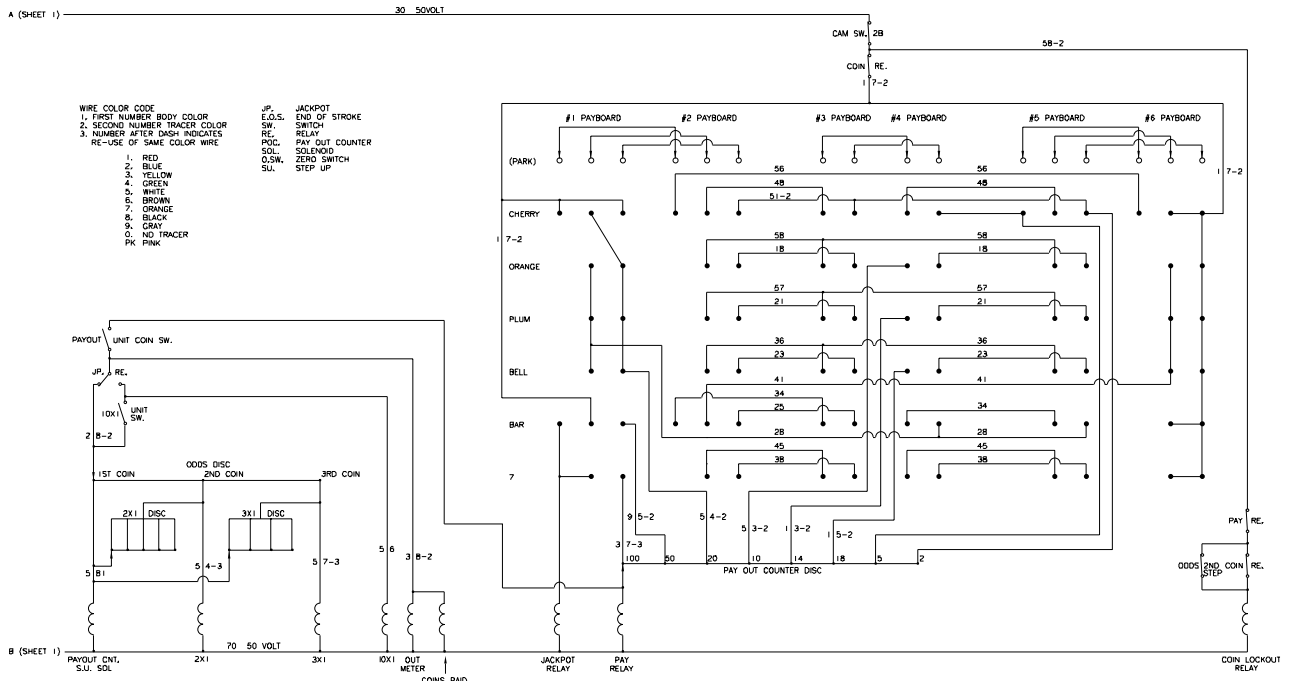 A (SHEET 1)
30 50VOLT
CAM SW. 2B
58-2
COIN RE.
1 7-2
WIRE COLOR CODE
1. FIRST NUMBER BODY COLOR
2. SECOND NUMBER TRACER COLOR
3. NUMBER AFTER DASH INDICATES
RE-USE OF SAME COLOR WIRE
1. RED
2. BLUE
3. YELLOW
4. GREEN
5. WHITE
6. BROWN
7. ORANGE
8. BLACK
9. GRAY
0. NO TRACER
PK PINK
JP. JACKPOT
E.O.S. END OF STROKE
SW. SWITCH
RE. RELAY
POC. PAY OUT COUNTER
SOL. SOLENOID
O.SW. ZERO SWITCH
SU. STEP UP
#1 PAYBOARD #2 PAYBOARD #3 PAYBOARD #4 PAYBOARD #5 PAYBOARD #6 PAYBOARD
(PARK)
56 56
1 7-2
48 48
51-2
CHERRY
1 7-2
58 58
18 18
ORANGE
57 57
21 21
PLUM
36 36
23 23
BELL
41 41
34
25 34
BAR
28 28
45 45
38 38
7
PAYOUT UNIT COIN SW.
JP. RE.
10X1 UNIT
SW.
2 8-2
ODDS DISC
1ST COIN 2ND COIN 3RD COIN
2X1 DISC 3X1 DISC
5 81
5 4-3
5 7-3
5 6
3 8-2
9 5-2
5 4-2
5 3-2
1 3-2
1 5-2
3 7-3
100 50 20 10 14 18 5 2
PAY OUT COUNTER DISC
PAY RE.
ODDS 2ND COIN RE.
STEP
B (SHEET 1)
70 50 VOLT
PAYOUT CNT.
S.U. SOL
2X1
3X1
10X1
OUT
METER
COINS PAID
JACKPOT
RELAY
PAY
RELAY
COIN LOCKOUT
RELAY